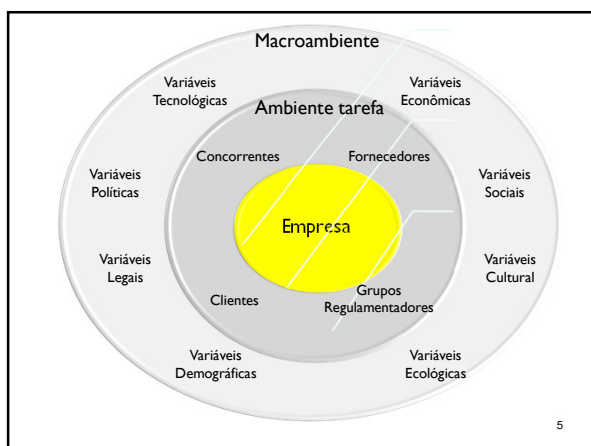 Macroambiente
Variáveis
Tecnológicas
Variáveis
Econômicas
Ambiente tarefa
Concorrentes
Fornecedores
Variáveis
Políticas
Variáveis
Sociais
Empresa
Variáveis
Legais
Variáveis
Cultural
Clientes
Grupos
Regulamentadores
Variáveis
Demográficas
Variáveis
Ecológicas
5